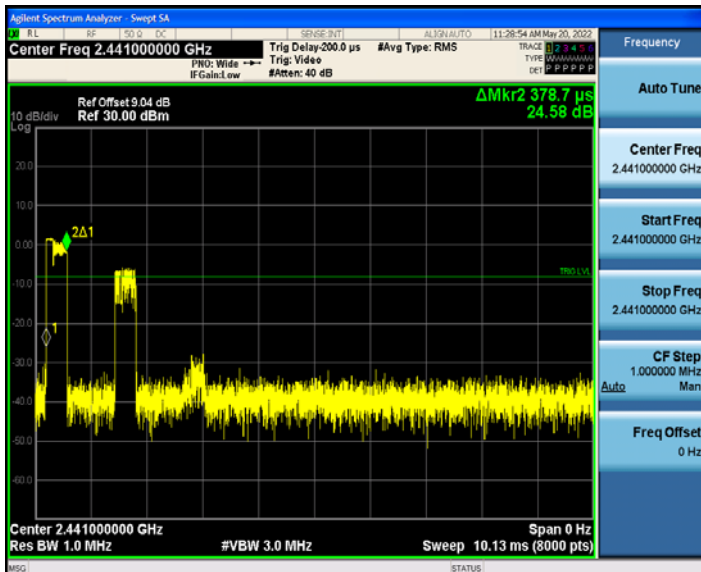 Agilent Spectrum Analyzer - Swept SA
RL RF 50 Ω DC SENSE:INT ALIGN AUTO 11:28:54 AM May 20, 2022
Center Freq 2.441000000 GHz
PNO: Wide
IFGain:Low
Trig Delay-200.0 µs
Trig: Video
#Atten: 40 dB
#Avg Type: RMS
TRACE 1 2 3 4 5 6
TYPE WWWWWW
DET P P P P P P
Ref Offset 9.04 dB
Ref 30.00 dBm
10 dB/div
Log
ΔMkr2 378.7 µs
24.58 dB
20.0
10.0
0.00
-10.0
-20.0
-30.0
-40.0
-50.0
-60.0
2Δ1
1
TRIG LVL
Center 2.441000000 GHz
Span 0 Hz
Res BW 1.0 MHz
#VBW 3.0 MHz
Sweep 10.13 ms (8000 pts)
MSG
STATUS
Frequency
Auto Tune
Center Freq
2.441000000 GHz
Start Freq
2.441000000 GHz
Stop Freq
2.441000000 GHz
CF Step
1.000000 MHz
Auto Man
Freq Offset
0 Hz